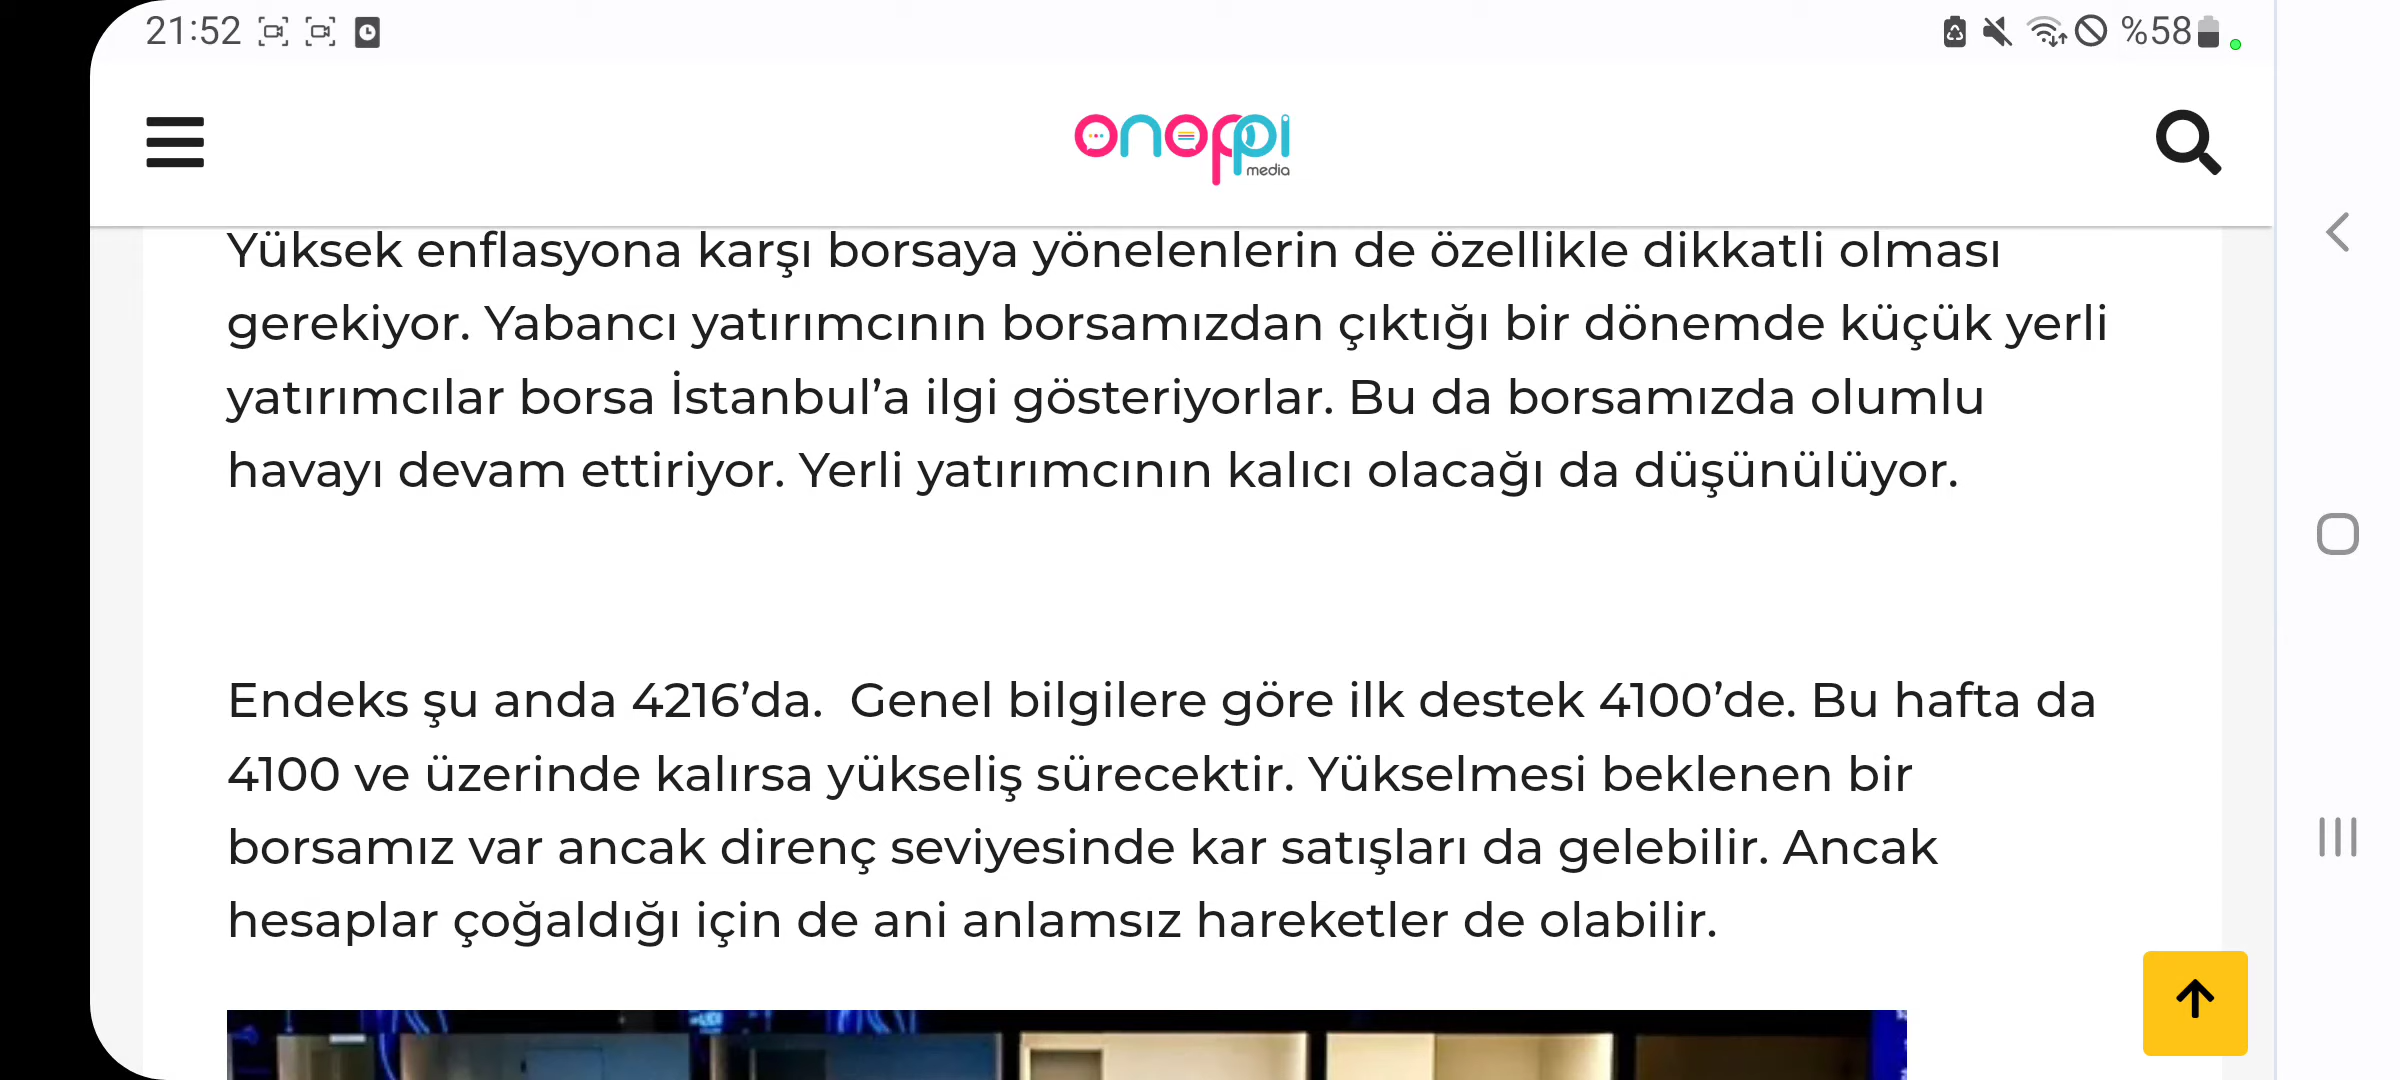 21:52
%58
onoppi
media
Yüksek enflasyona karşı borsaya yönelenlerin de özellikle dikkatli olması
gerekiyor. Yabancı yatırımcının borsamızdan çıktığı bir dönemde küçük yerli
yatırımcılar borsa İstanbul’a ilgi gösteriyorlar. Bu da borsamızda olumlu
havayı devam ettiriyor. Yerli yatırımcının kalıcı olacağı da düşünülüyor.
Endeks şu anda 4216’da.  Genel bilgilere göre ilk destek 4100’de. Bu hafta da
4100 ve üzerinde kalırsa yükseliş sürecektir. Yükselmesi beklenen bir
borsamız var ancak direnç seviyesinde kar satışları da gelebilir. Ancak
hesaplar çoğaldığı için de ani anlamsız hareketler de olabilir.